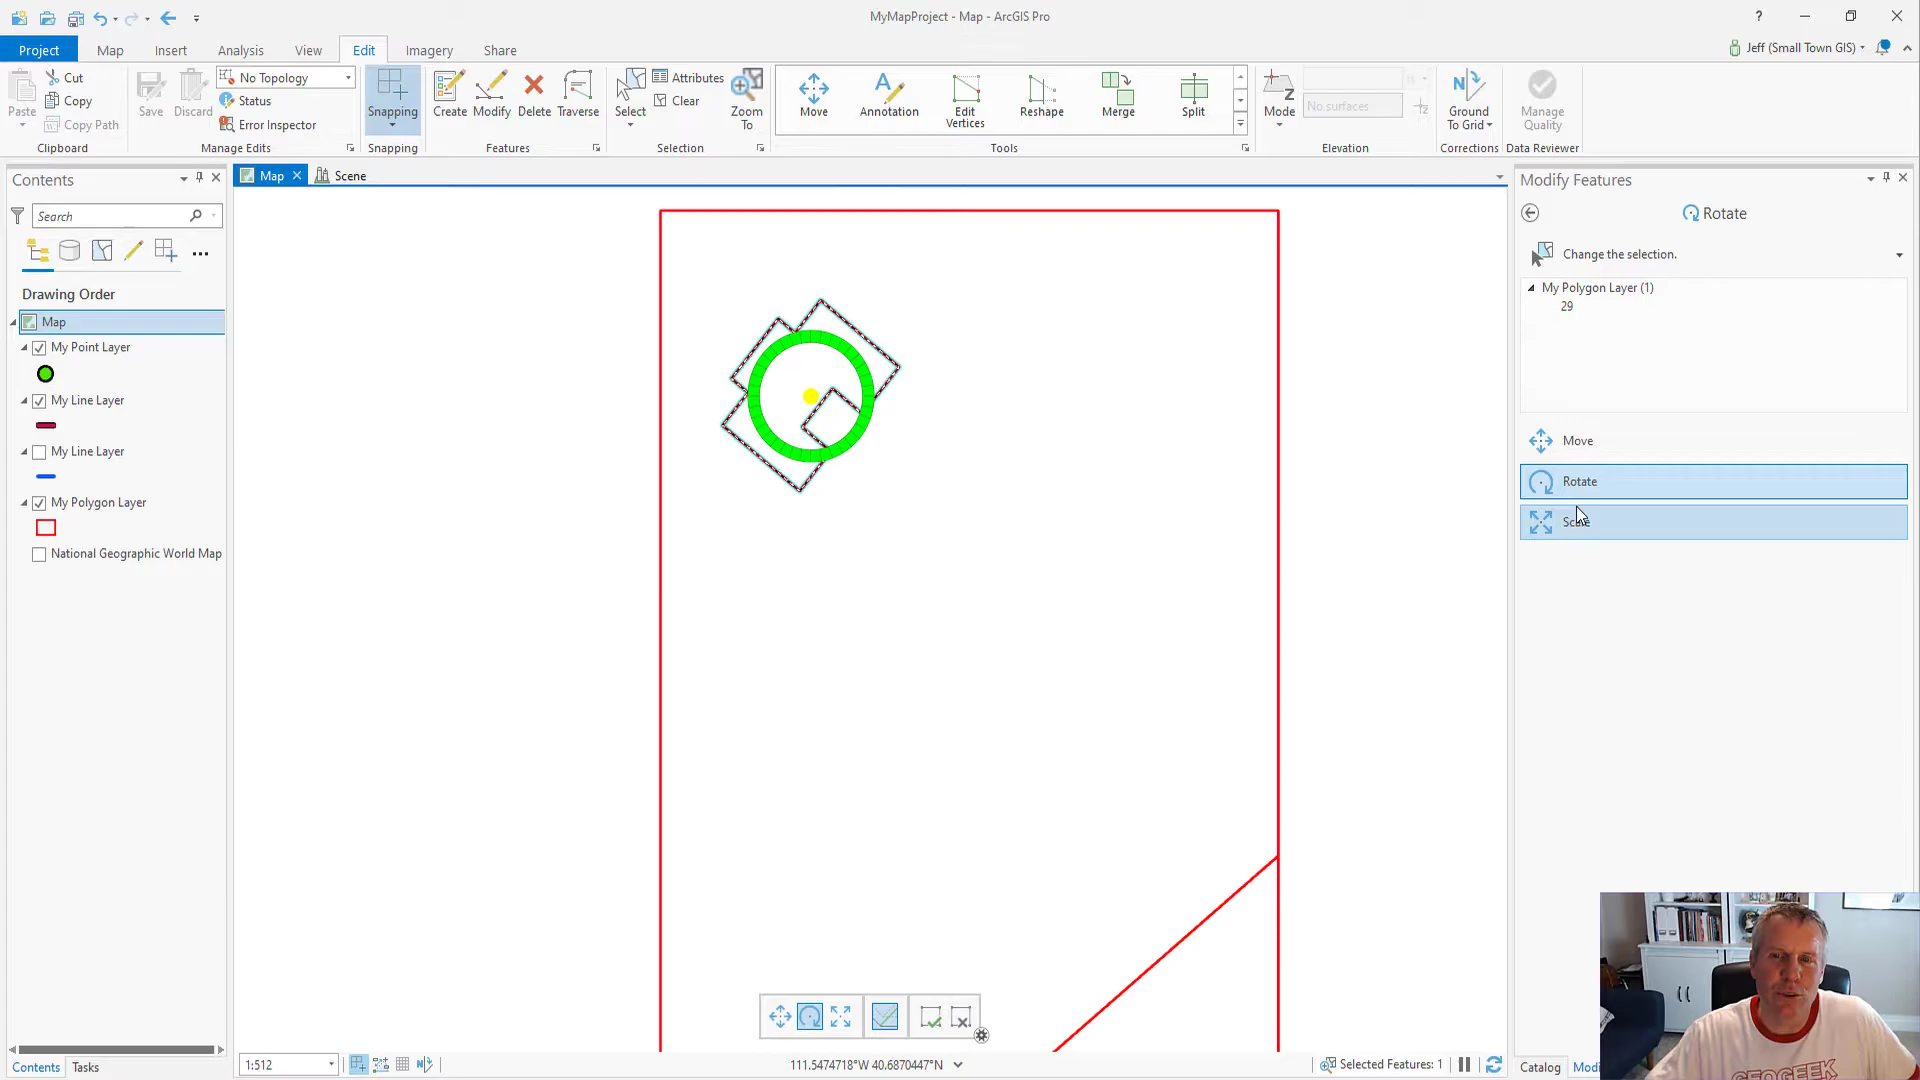 MyMapProject - Map - ArcGIS Pro
?
Project
Map
Insert
Analysis
View
Edit
Imagery
Share
Jeff (Small Town GIS)
Paste
Cut
Copy
Copy Path
Clipboard
Save
Discard
No Topology
Status
Error Inspector
Manage Edits
Snapping
Snapping
Create
Modify
Delete
Traverse
Features
Select
Attributes
Clear
Zoom
To
Selection
Move
Annotation
Edit
Vertices
Reshape
Merge
Split
Tools
Mode
No surfaces
Elevation
Ground
To Grid
Corrections
Manage
Quality
Data Reviewer
Contents
Search
Drawing Order
Map
My Point Layer
My Line Layer
My Line Layer
My Polygon Layer
National Geographic World Map
Contents
Tasks
Map
Scene
1:512
111.5474718°W 40.6870447°N
Selected Features: 1
Modify Features
Rotate
Change the selection.
My Polygon Layer (1)
29
Move
Rotate
Catalog
Modi
GEOGEEK